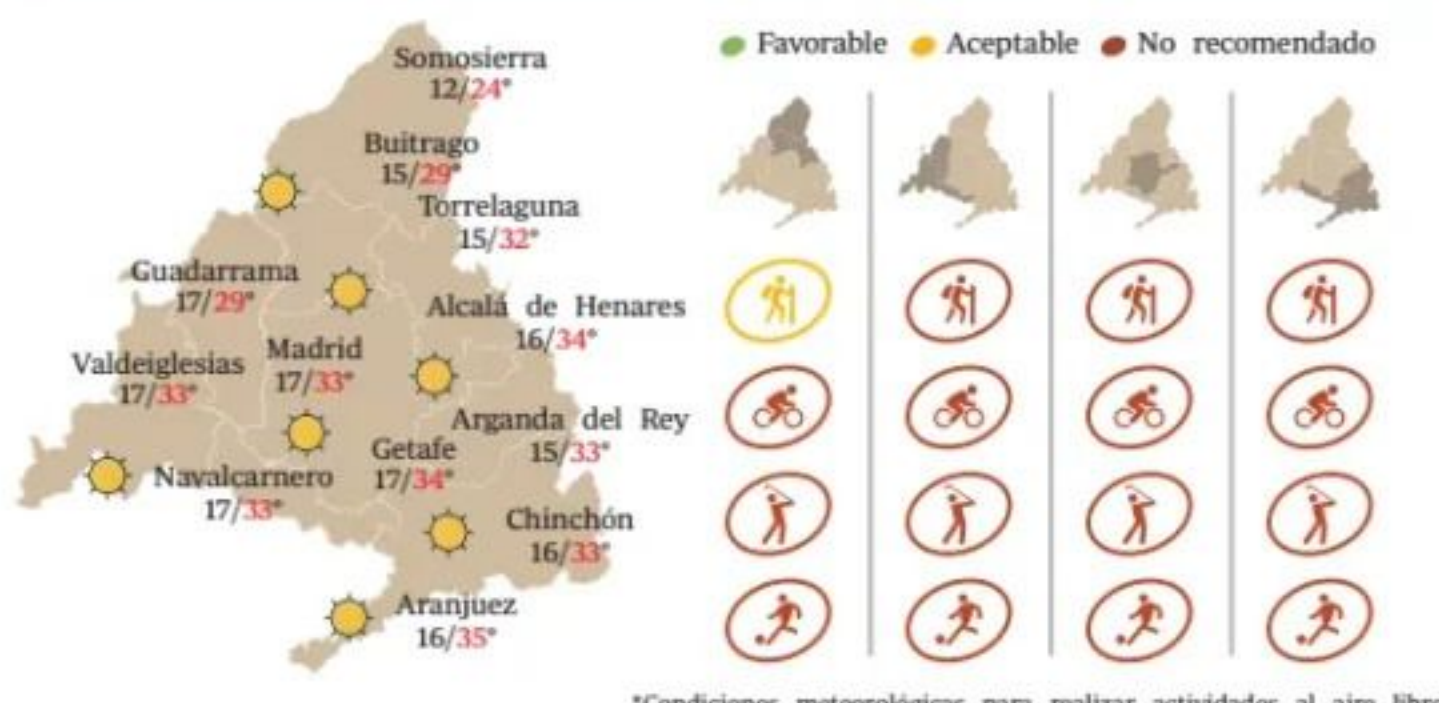 Somosierra
12/24°
Buitrago
15/29°
Torrelaguna
15/32°
Guadarrama
17/29°
Alcalá de Henares
16/34°
Valdeiglesias
17/33°
Madrid
17/33°
Arganda del Rey
15/33°
Getafe
17/34°
Navalcarnero
17/33°
Chinchón
16/33°
Aranjuez
16/35°
Favorable Aceptable No recomendado
*Condiciones meteorológicas para realizar actividades al aire libre